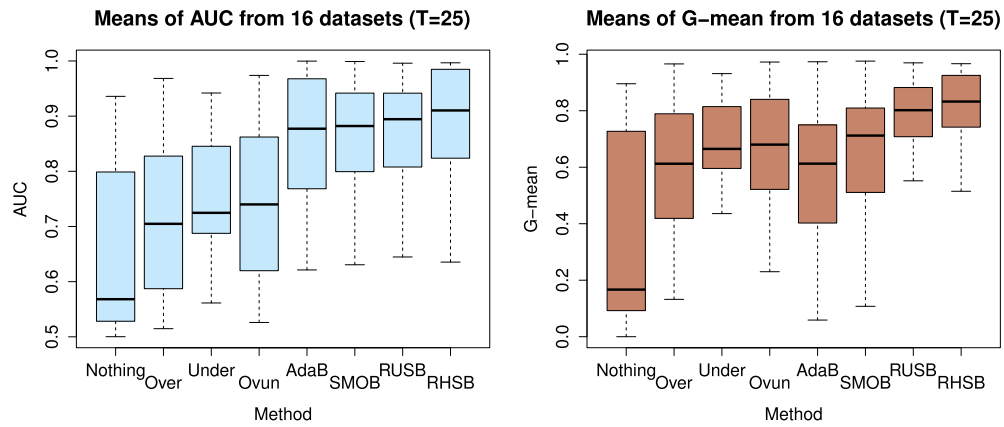 Means of AUC from 16 datasets (T=25)
AUC
1.0
0.9
0.8
0.7
0.6
0.5
Nothing Over Under Ovun AdaB SMOB RUSB RHSB
Method
Means of G−mean from 16 datasets (T=25)
G−mean
1.0
0.8
0.6
0.4
0.2
0.0
Nothing Over Under Ovun AdaB SMOB RUSB RHSB
Method